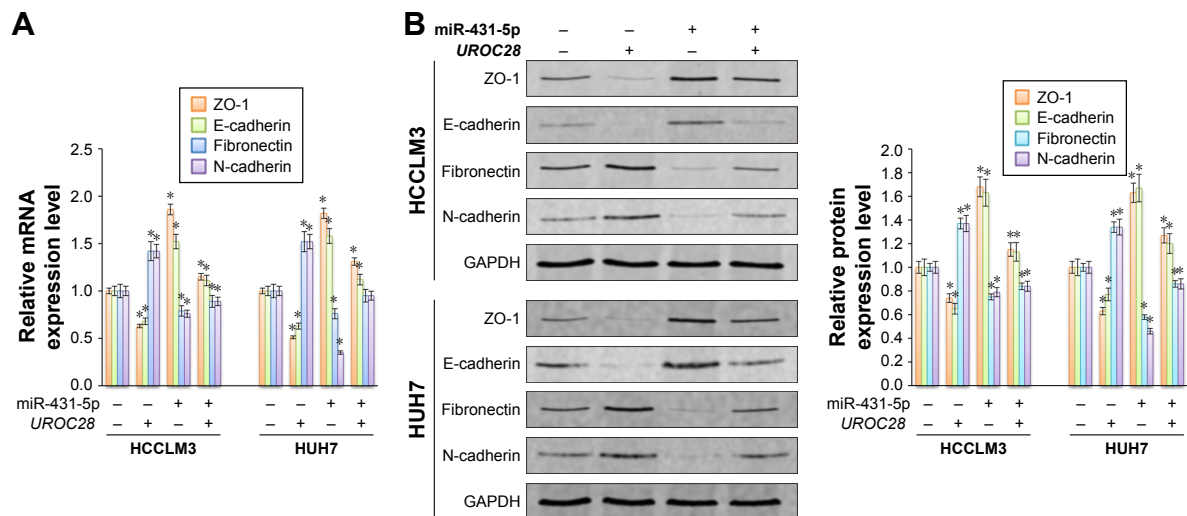 A
ZO-1
E-cadherin
Fibronectin
N-cadherin
Relative mRNA
expression level
2.5
2.0
1.5
1.0
0.5
0.0
* * * * * * * * * * * * * * * * * * * * * *
miR-431-5p – – + + – – + +
UROC28 – + – + – + – +
HCCLM3 HUH7
B
miR-431-5p – – + +
UROC28 – + – +
HCCLM3
ZO-1
E-cadherin
Fibronectin
N-cadherin
GAPDH
HUH7
ZO-1
E-cadherin
Fibronectin
N-cadherin
GAPDH
ZO-1
E-cadherin
Fibronectin
N-cadherin
Relative protein
expression level
2.0
1.8
1.6
1.4
1.2
1.0
0.8
0.6
0.4
0.2
0.0
* * * * * * * * * * * * * * * * * * * * * * * *
miR-431-5p – – + + – – + +
UROC28 – + – + – + – +
HCCLM3 HUH7